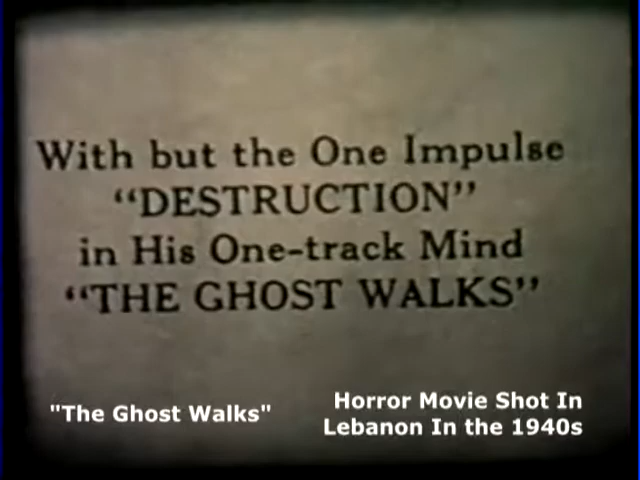 With but the One Impulse
“DESTRUCTION”
in His One-track Mind
“THE GHOST WALKS”
"The Ghost Walks"
Horror Movie Shot In
Lebanon In the 1940s